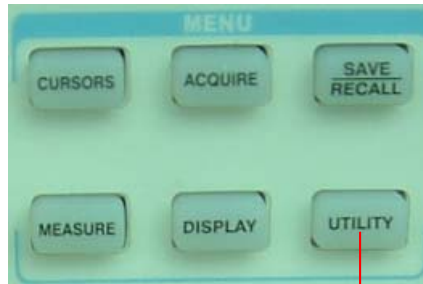 MENU
CURSORS
ACQUIRE
SAVE
RECALL
MEASURE
DISPLAY
UTILITY